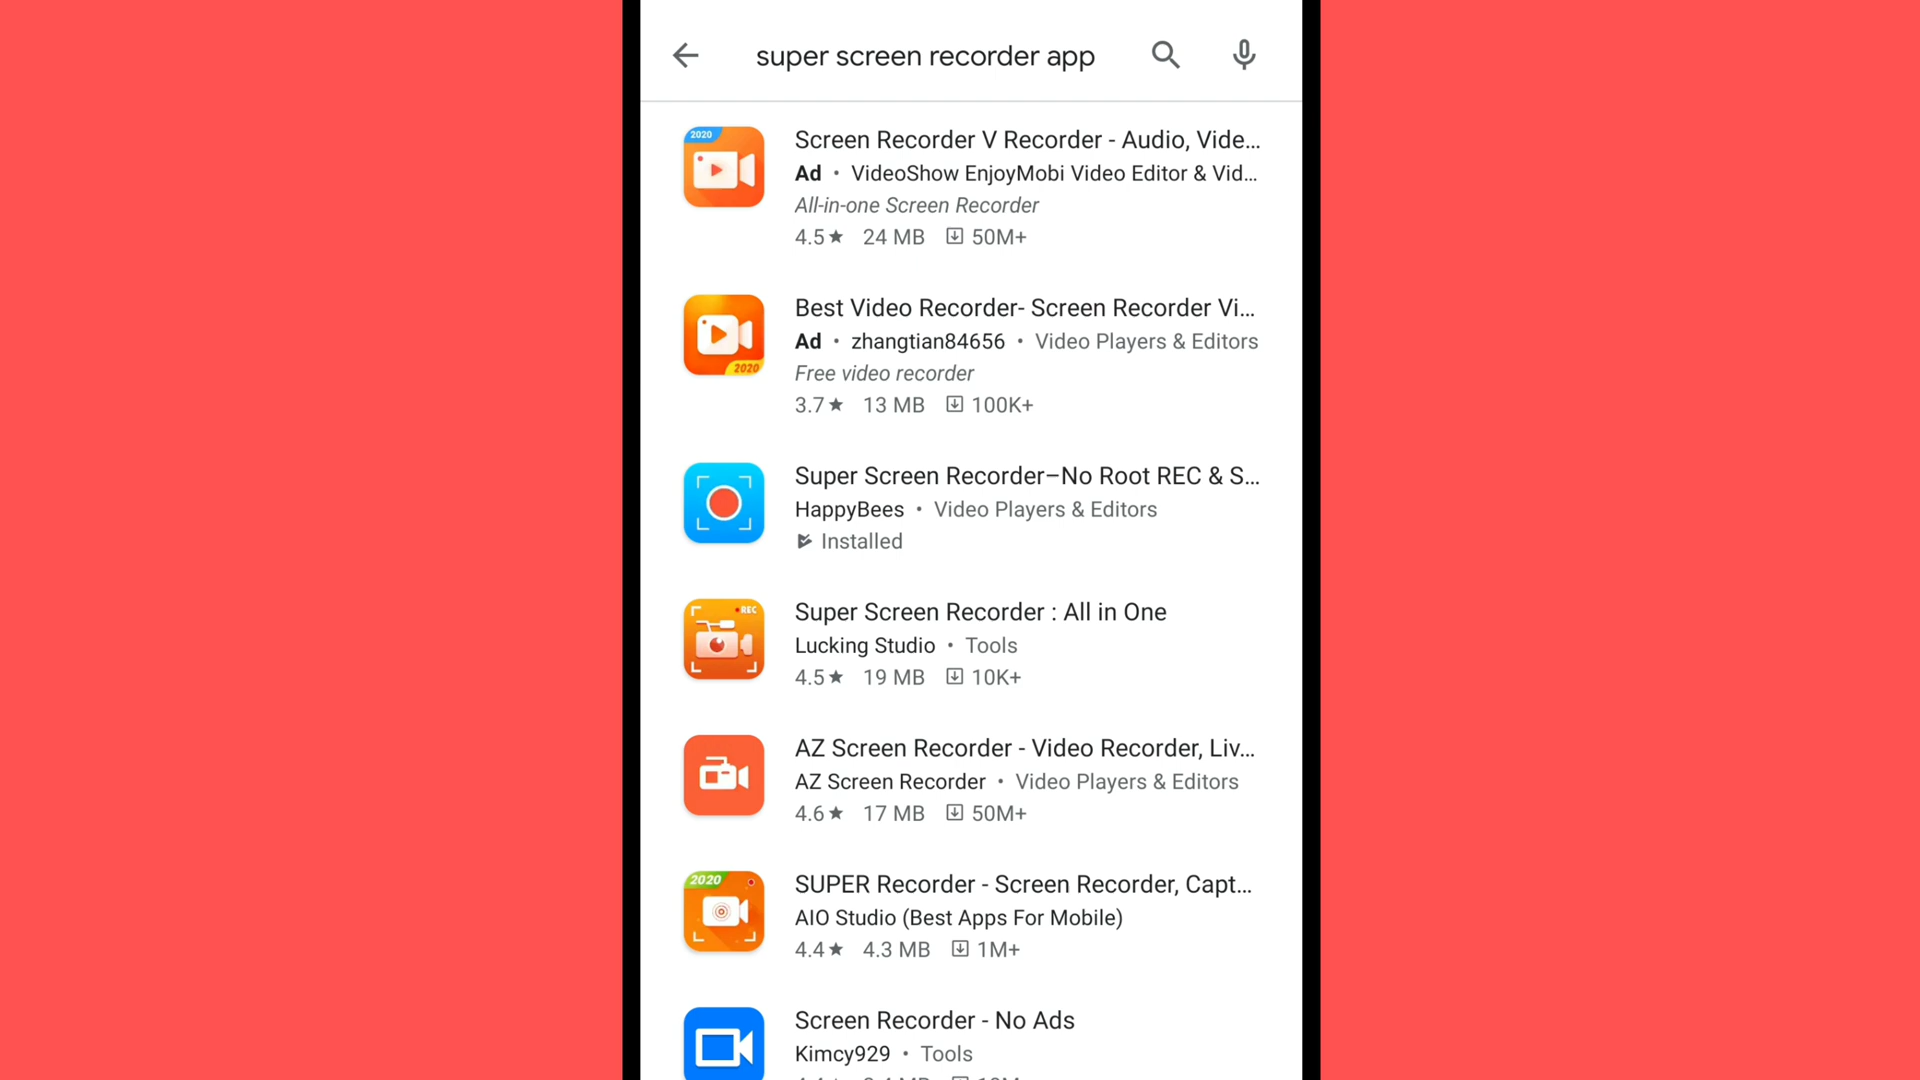 super screen recorder app
2020
Screen Recorder V Recorder - Audio, Vide...
Ad • VideoShow EnjoyMobi Video Editor & Vid...
All-in-one Screen Recorder
4.5★ 24 MB 50M+
Best Video Recorder- Screen Recorder Vi...
Ad • zhangtian84656 • Video Players & Editors
2020
Free video recorder
3.7★ 13 MB 100K+
Super Screen Recorder–No Root REC & S...
HappyBees • Video Players & Editors
Installed
REC
Super Screen Recorder : All in One
Lucking Studio • Tools
4.5★ 19 MB 10K+
AZ Screen Recorder - Video Recorder, Liv...
AZ Screen Recorder • Video Players & Editors
4.6★ 17 MB 50M+
2020
SUPER Recorder - Screen Recorder, Capt...
AIO Studio (Best Apps For Mobile)
4.4★ 4.3 MB 1M+
Screen Recorder - No Ads
Kimcy929 • Tools